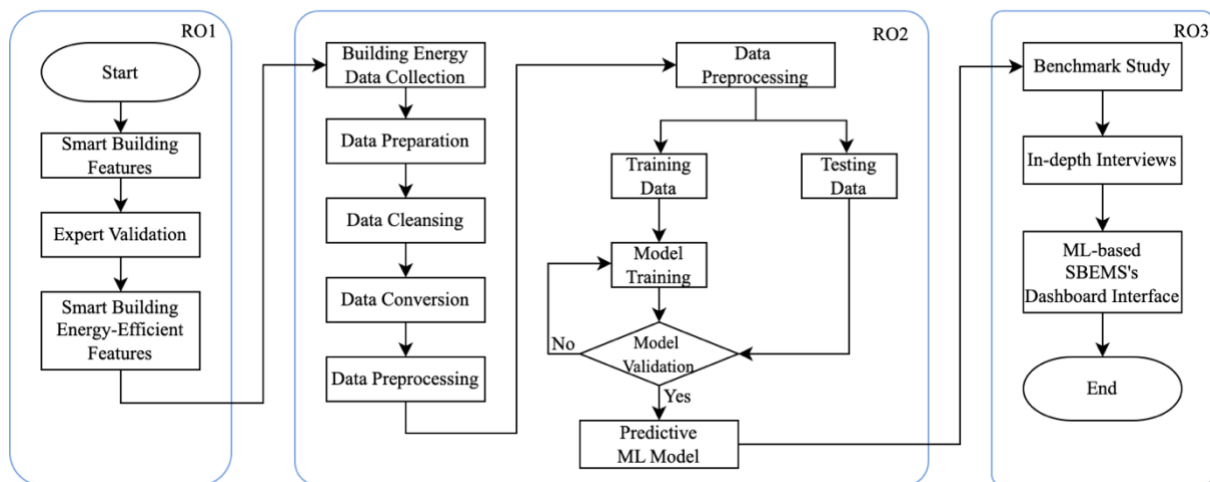 RO1
Start
Smart Building
Features
Expert Validation
Smart Building
Energy-Efficient
Features
RO2
Building Energy
Data Collection
Data Preparation
Data Cleansing
Data Conversion
Data Preprocessing
Data
Preprocessing
Training
Data
Testing
Data
Model
Training
Model
Validation
No
Yes
Predictive
ML Model
RO3
Benchmark Study
In-depth Interviews
ML-based
SBEMS's
Dashboard Interface
End